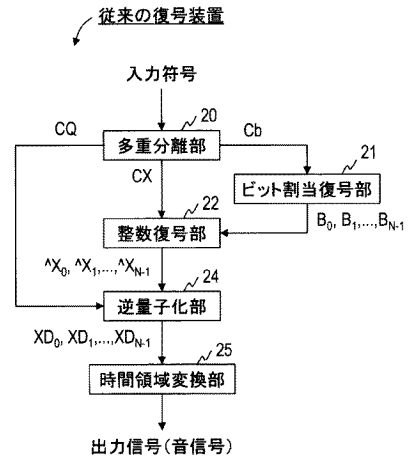 従来の復号装置
入力符号
20
多重分離部
CQ
Cb
CX
21
ビット割当復号部
B0, B1,...,BN-1
22
整数復号部
^X0, ^X1,...,^XN-1
24
逆量子化部
XD0, XD1,...,XDN-1
25
時間領域変換部
出力信号(音信号)